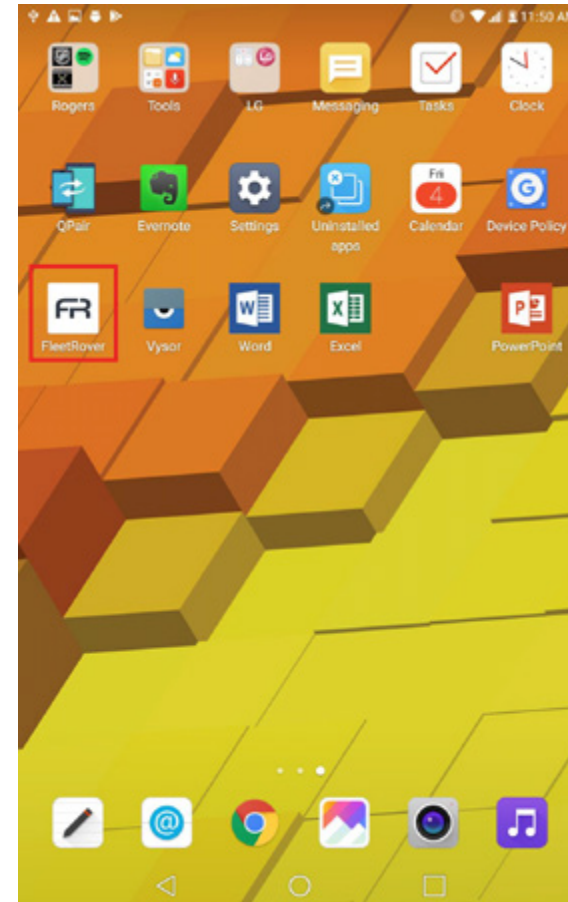 11:50 AM
Rogers Tools LG Messaging Tasks Clock
Fri
4
G
QPair Evernote Settings Uninstalled apps Calendar Device Policy
FR
W
X
P
FleetRover Vysor Word Excel PowerPoint
@